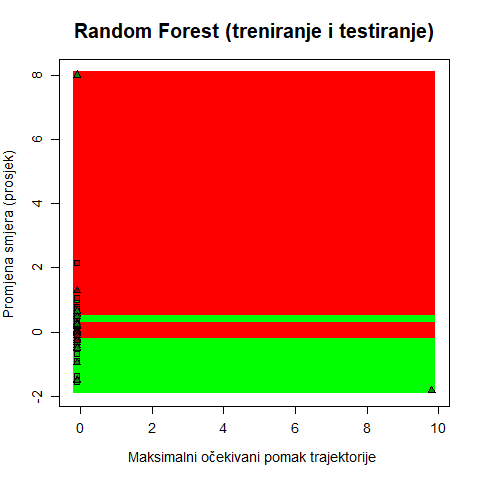 Random Forest (treniranje i testiranje)
Promjena smjera (prosjek)
8
6
4
2
0
-2
0 2 4 6 8 10
Maksimalni očekivani pomak trajektorije